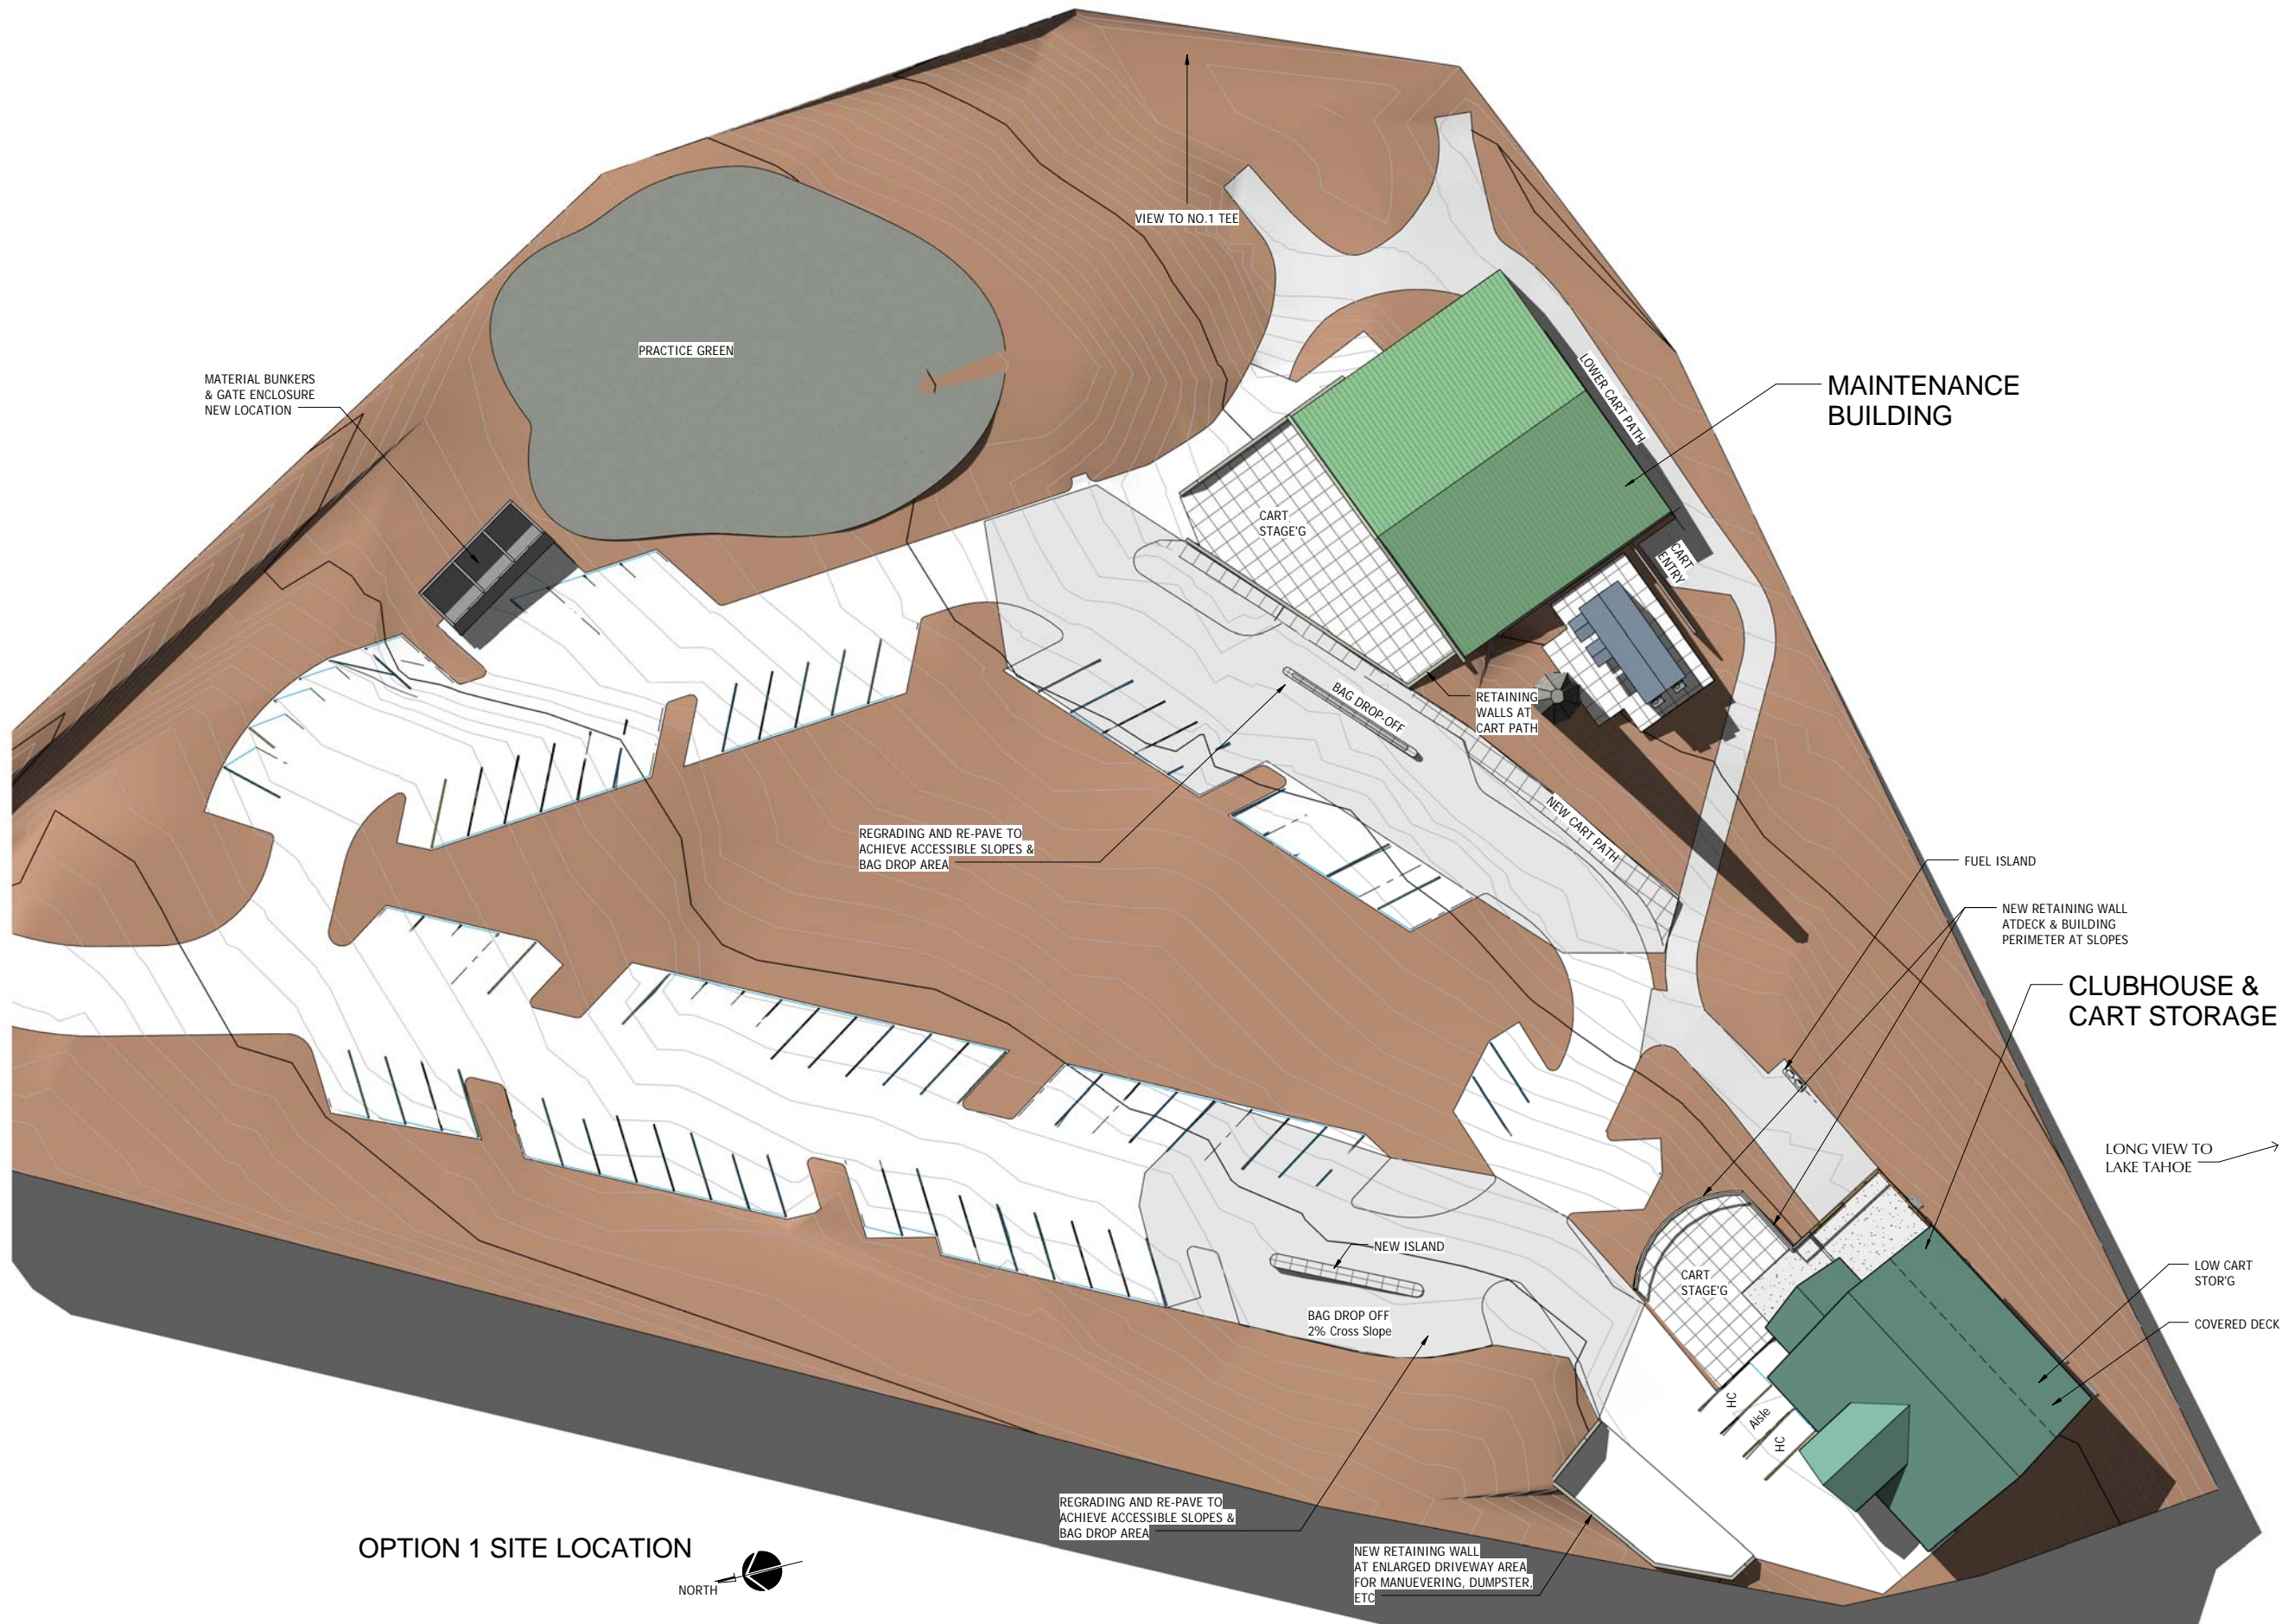 VIEW TO NO.1 TEE
PRACTICE GREEN
MATERIAL BUNKERS
& GATE ENCLOSURE
NEW LOCATION
LOWER CART PATH
MAINTENANCE
BUILDING
CART
STAGE'G
CART
ENTRY
RETAINING
WALLS AT
CART PATH
BAG DROP-OFF
NEW CART PATH
REGRADING AND RE-PAVE TO
ACHIEVE ACCESSIBLE SLOPES &
BAG DROP AREA
FUEL ISLAND
NEW RETAINING WALL
ATDECK & BUILDING
PERIMETER AT SLOPES
CLUBHOUSE &
CART STORAGE
LONG VIEW TO
LAKE TAHOE
NEW ISLAND
CART
STAGE'G
LOW CART
STOR'G
COVERED DECK
BAG DROP OFF
2% Cross Slope
HC
Aisle
HC
REGRADING AND RE-PAVE TO
ACHIEVE ACCESSIBLE SLOPES &
BAG DROP AREA
NEW RETAINING WALL
AT ENLARGED DRIVEWAY AREA
FOR MANUEVERING, DUMPSTER,
ETC
OPTION 1 SITE LOCATION
NORTH